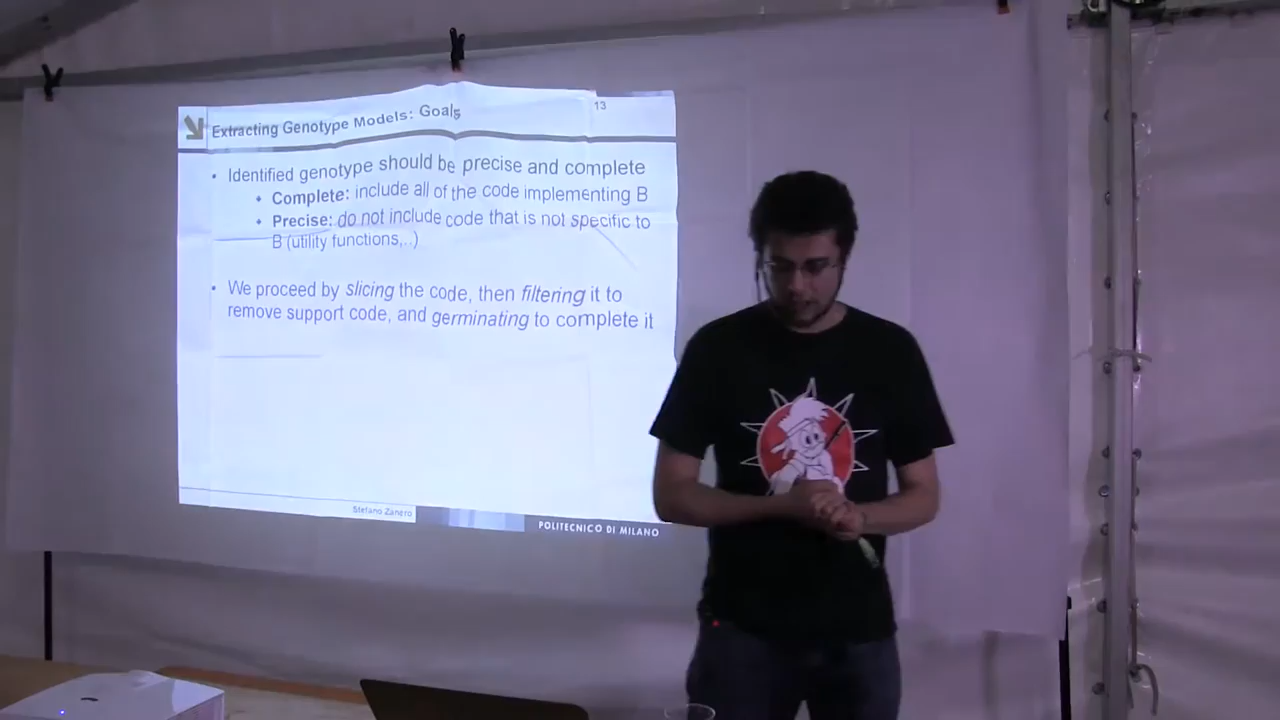 Extracting Genotype Models: Goals
13
• Identified genotype should be precise and complete
• Complete: include all of the code implementing B
• Precise: do not include code that is not specific to
B (utility functions,..)
• We proceed by slicing the code, then filtering it to
remove support code, and germinating to complete it
Stefano Zanero
POLITECNICO DI MILANO